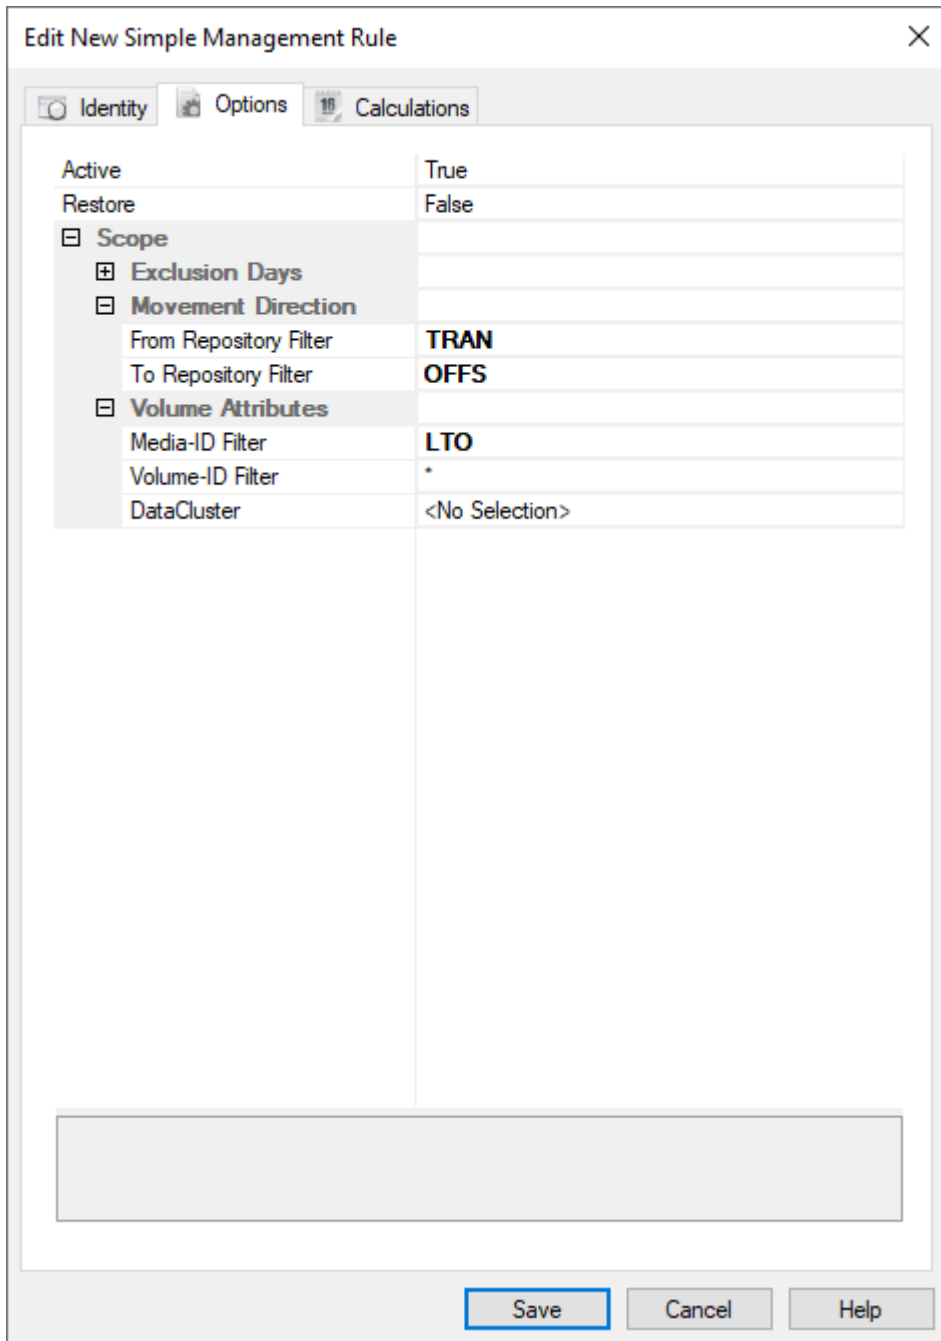 Edit New Simple Management Rule
Identity Options 16 Calculations
Active True
Restore False
Scope
Exclusion Days
Movement Direction
From Repository Filter TRAN
To Repository Filter OFFS
Volume Attributes
Media-ID Filter LTO
Volume-ID Filter *
DataCluster <No Selection>
Save Cancel Help